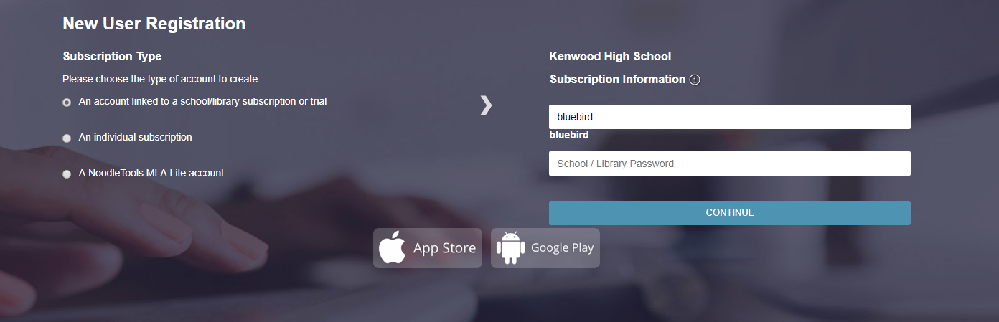 New User Registration
Subscription Type
Please choose the type of account to create.
An account linked to a school/library subscription or trial
An individual subscription
A NoodleTools MLA Lite account
Kenwood High School
Subscription Information
bluebird
bluebird
School / Library Password
CONTINUE
App Store
Google Play